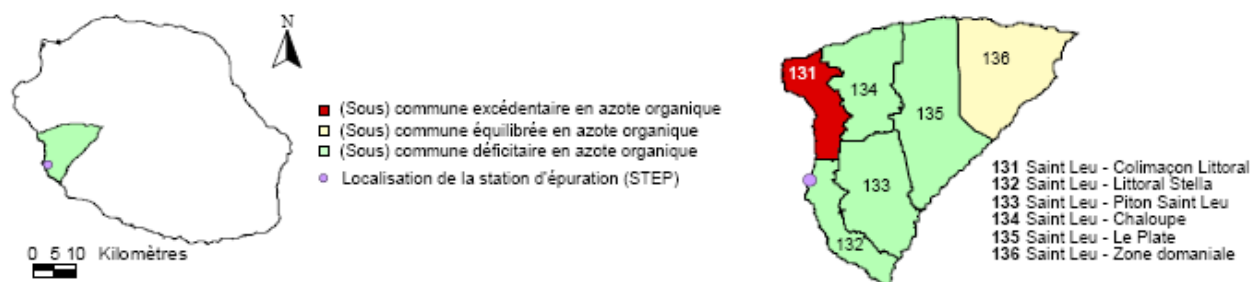 N
(Sous) commune excédentaire en azote organique
(Sous) commune équilibrée en azote organique
(Sous) commune déficitaire en azote organique
Localisation de la station d'épuration (STEP)
0 5 10 Kilomètres
131
134
136
135
133
132
131 Saint Leu - Colimaçon Littoral
132 Saint Leu - Littoral Stella
133 Saint Leu - Piton Saint Leu
134 Saint Leu - Chaloupe
135 Saint Leu - Le Plate
136 Saint Leu - Zone domaniale